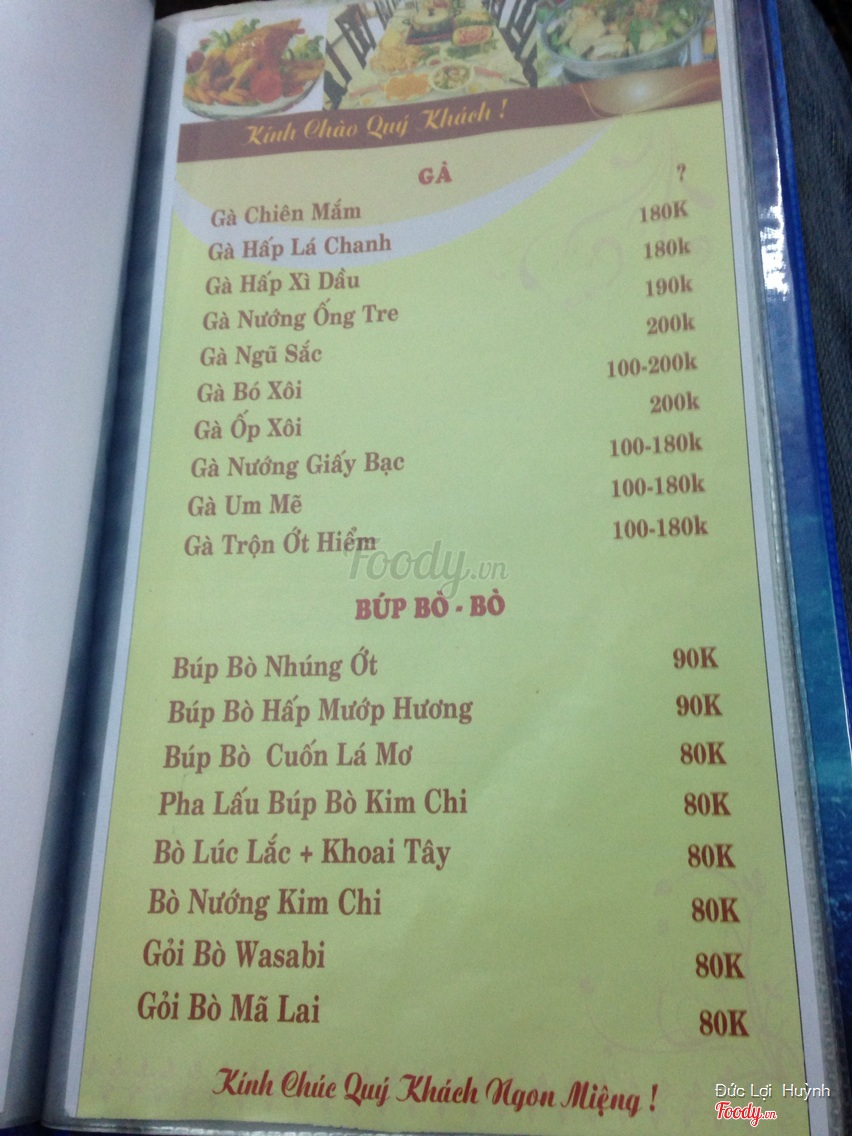 Kính Chào Quý Khách !
GÀ ?
Gà Chiên Mắm 180K
Gà Hấp Lá Chanh 180k
Gà Hấp Xì Dầu 190k
Gà Nướng Ống Tre 200k
Gà Ngũ Sắc 100-200k
Gà Bó Xôi 200k
Gà Ốp Xôi 100-180k
Gà Nướng Giấy Bạc 100-180k
Gà Um Mẽ 100-180k
Gà Trộn Ớt Hiểm
Foody.vn
BÚP BÒ - BÒ
Búp Bò Nhúng Ớt 90K
Búp Bò Hấp Mướp Hương 90K
Búp Bò Cuốn Lá Mơ 80K
Pha Lấu Búp Bò Kim Chi 80K
Bò Lúc Lắc + Khoai Tây 80K
Bò Nướng Kim Chi 80K
Gỏi Bò Wasabi 80K
Gỏi Bò Mã Lai 80K
Kính Chúc Quý Khách Ngon Miệng !
Đức Lợi Huỳnh
Foody.vn